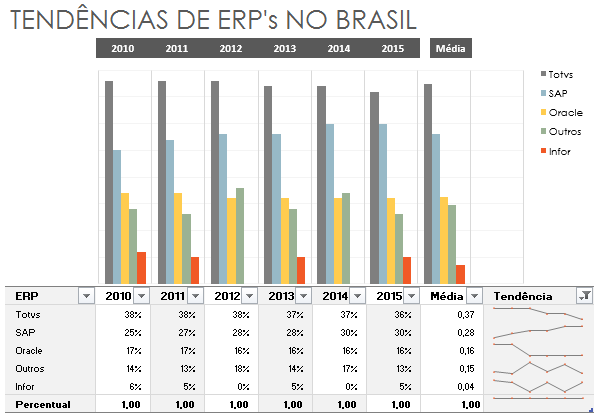 TENDÊNCIAS DE ERP's NO BRASIL
2010 2011 2012 2013 2014 2015 Média
Totvs
SAP
Oracle
Outros
Infor
ERP 2010 2011 2012 2013 2014 2015 Média Tendência
Totvs 38% 38% 38% 37% 37% 36% 0,37
SAP 25% 27% 28% 28% 30% 30% 0,28
Oracle 17% 17% 16% 16% 16% 16% 0,16
Outros 14% 13% 18% 14% 17% 13% 0,15
Infor 6% 5% 0% 5% 0% 5% 0,04
Percentual 1,00 1,00 1,00 1,00 1,00 1,00 1,00